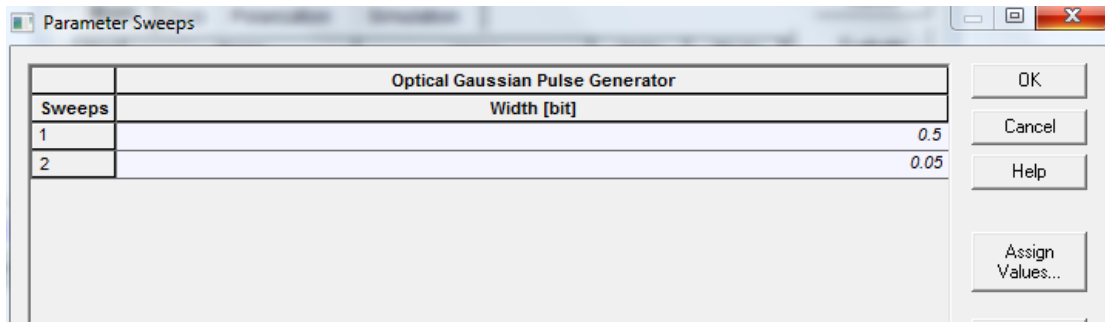 Parameter Sweeps
Optical Gaussian Pulse Generator
Sweeps Width [bit]
1 0.5
2 0.05
OK
Cancel
Help
Assign
Values...